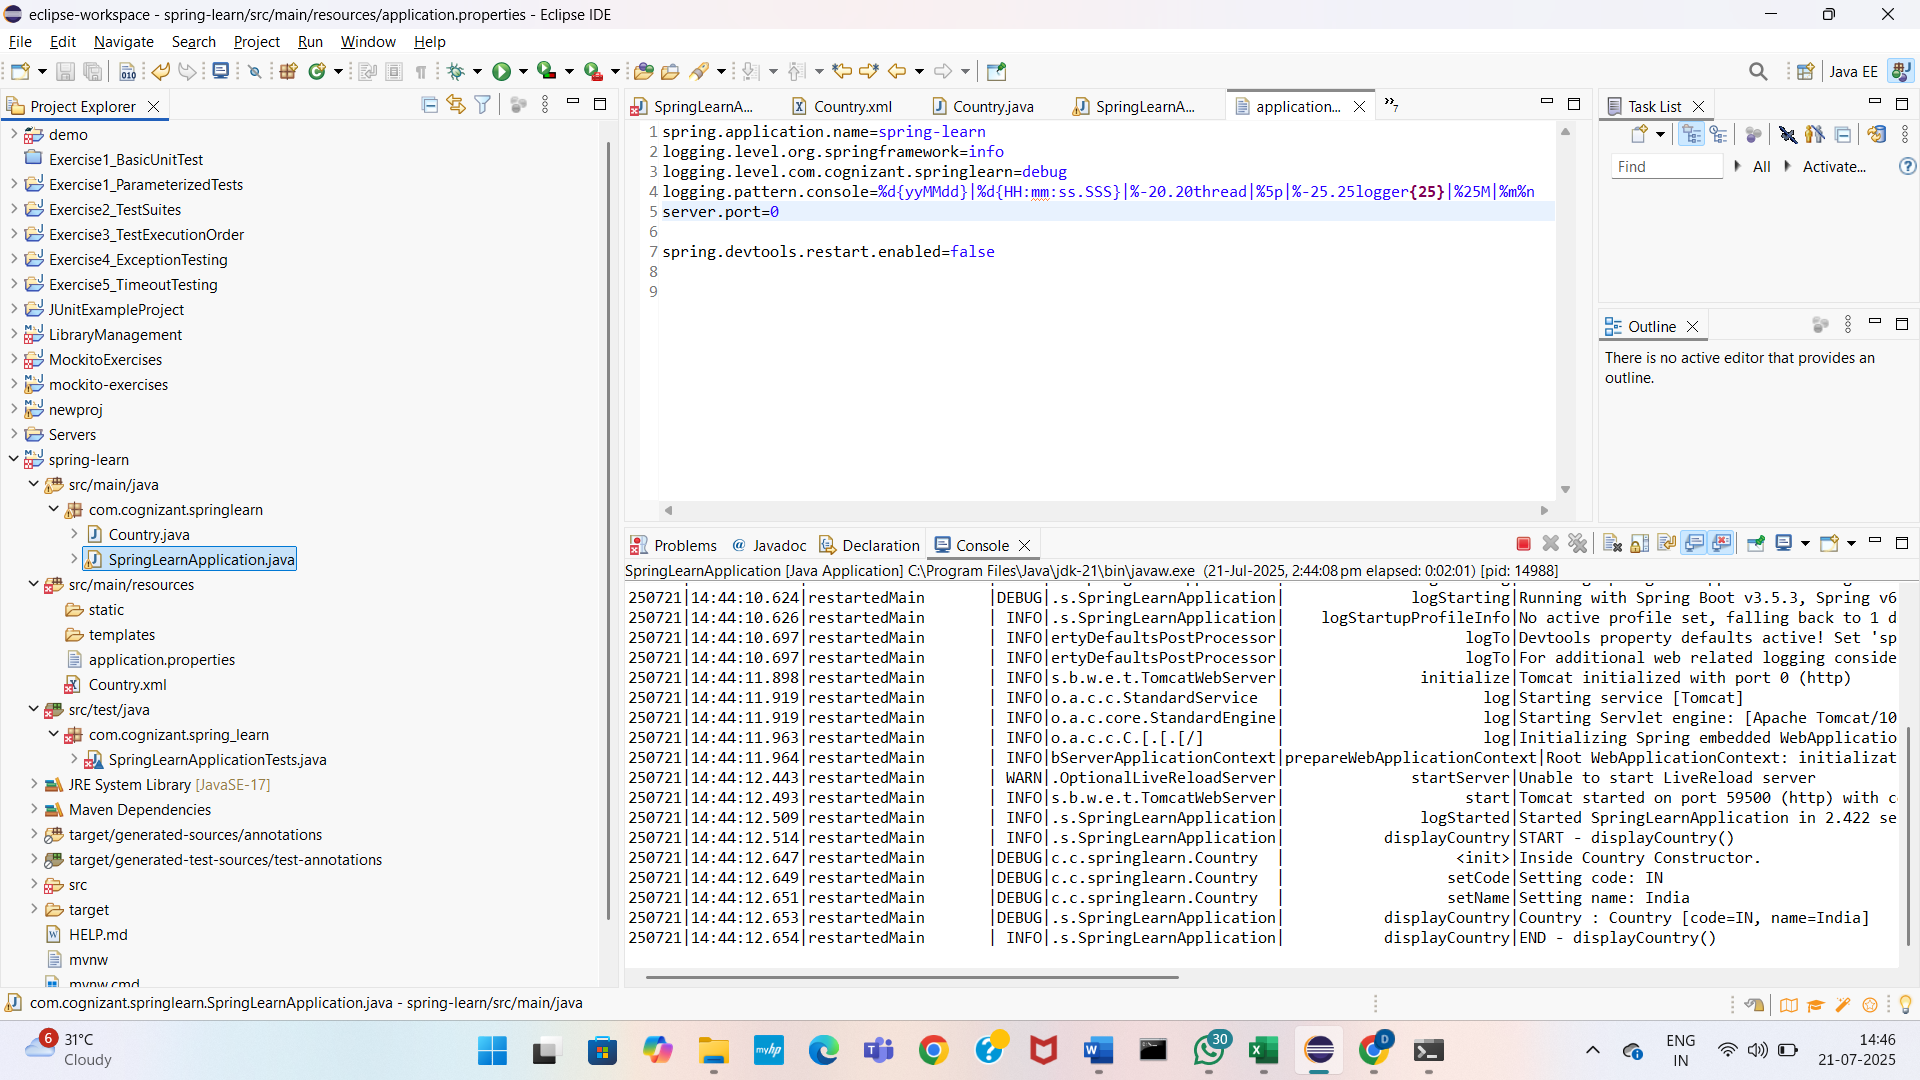 eclipse-workspace - spring-learn/src/main/resources/application.properties - Eclipse IDE
File Edit Navigate Search Project Run Window Help
Java EE
Project Explorer
demo
Exercise1_BasicUnitTest
Exercise1_ParameterizedTests
Exercise2_TestSuites
Exercise3_TestExecutionOrder
Exercise4_ExceptionTesting
Exercise5_TimeoutTesting
JUnitExampleProject
LibraryManagement
MockitoExercises
mockito-exercises
newproj
Servers
spring-learn
src/main/java
com.cognizant.springlearn
Country.java
SpringLearnApplication.java
src/main/resources
static
templates
application.properties
Country.xml
src/test/java
com.cognizant.spring_learn
SpringLearnApplicationTests.java
JRE System Library [JavaSE-17]
Maven Dependencies
target/generated-sources/annotations
target/generated-test-sources/test-annotations
src
target
HELP.md
mvnw
mvnw.cmd
SpringLearnA... Country.xml Country.java SpringLearnA... application... »7
1 spring.application.name=spring-learn
2 logging.level.org.springframework=info
3 logging.level.com.cognizant.springlearn=debug
4 logging.pattern.console=%d{yyMMdd}|%d{HH:mm:ss.SSS}|%-20.20thread|%5p|%-25.25logger{25}|%25M|%m%n
5 server.port=0
6
7 spring.devtools.restart.enabled=false
8
9
Task List
Find All Activate...
Outline
There is no active editor that provides an
outline.
Problems Javadoc Declaration Console
SpringLearnApplication [Java Application] C:\Program Files\Java\jdk-21\bin\javaw.exe (21-Jul-2025, 2:44:08 pm elapsed: 0:02:01) [pid: 14988]
250721|14:44:10.624|restartedMain |DEBUG|.s.SpringLearnApplication| logStarting|Running with Spring Boot v3.5.3, Spring v6
250721|14:44:10.626|restartedMain | INFO|.s.SpringLearnApplication| logStartupProfileInfo|No active profile set, falling back to 1 d
250721|14:44:10.697|restartedMain | INFO|ertyDefaultsPostProcessor| logTo|Devtools property defaults active! Set 'sp
250721|14:44:10.697|restartedMain | INFO|ertyDefaultsPostProcessor| logTo|For additional web related logging conside
250721|14:44:11.898|restartedMain | INFO|s.b.w.e.t.TomcatWebServer| initialize|Tomcat initialized with port 0 (http)
250721|14:44:11.919|restartedMain | INFO|o.a.c.c.StandardService | log|Starting service [Tomcat]
250721|14:44:11.919|restartedMain | INFO|o.a.c.core.StandardEngine| log|Starting Servlet engine: [Apache Tomcat/10
250721|14:44:11.963|restartedMain | INFO|o.a.c.c.C.[.[.[/] | log|Initializing Spring embedded WebApplicatio
250721|14:44:11.964|restartedMain | INFO|bServerApplicationContext|prepareWebApplicationContext|Root WebApplicationContext: initializat
250721|14:44:12.443|restartedMain | WARN|.OptionalLiveReloadServer| startServer|Unable to start LiveReload server
250721|14:44:12.493|restartedMain | INFO|s.b.w.e.t.TomcatWebServer| start|Tomcat started on port 59500 (http) with c
250721|14:44:12.509|restartedMain | INFO|.s.SpringLearnApplication| logStarted|Started SpringLearnApplication in 2.422 se
250721|14:44:12.514|restartedMain | INFO|.s.SpringLearnApplication| displayCountry|START - displayCountry()
250721|14:44:12.647|restartedMain |DEBUG|c.c.springlearn.Country | <init>|Inside Country Constructor.
250721|14:44:12.649|restartedMain |DEBUG|c.c.springlearn.Country | setCode|Setting code: IN
250721|14:44:12.651|restartedMain |DEBUG|c.c.springlearn.Country | setName|Setting name: India
250721|14:44:12.653|restartedMain |DEBUG|.s.SpringLearnApplication| displayCountry|Country : Country [code=IN, name=India]
250721|14:44:12.654|restartedMain | INFO|.s.SpringLearnApplication| displayCountry|END - displayCountry()
com.cognizant.springlearn.SpringLearnApplication.java - spring-learn/src/main/java
6 31°C
Cloudy
myhp
30
D
ENG
IN
14:46
21-07-2025